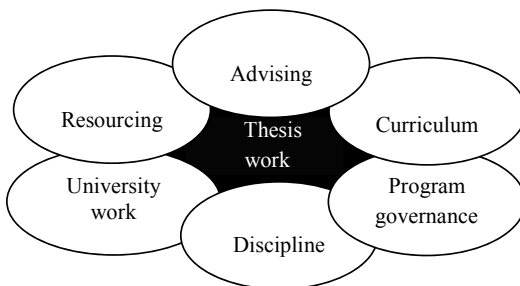 Advising
Resourcing
Thesis
work
Curriculum
University
work
Program
governance
Discipline